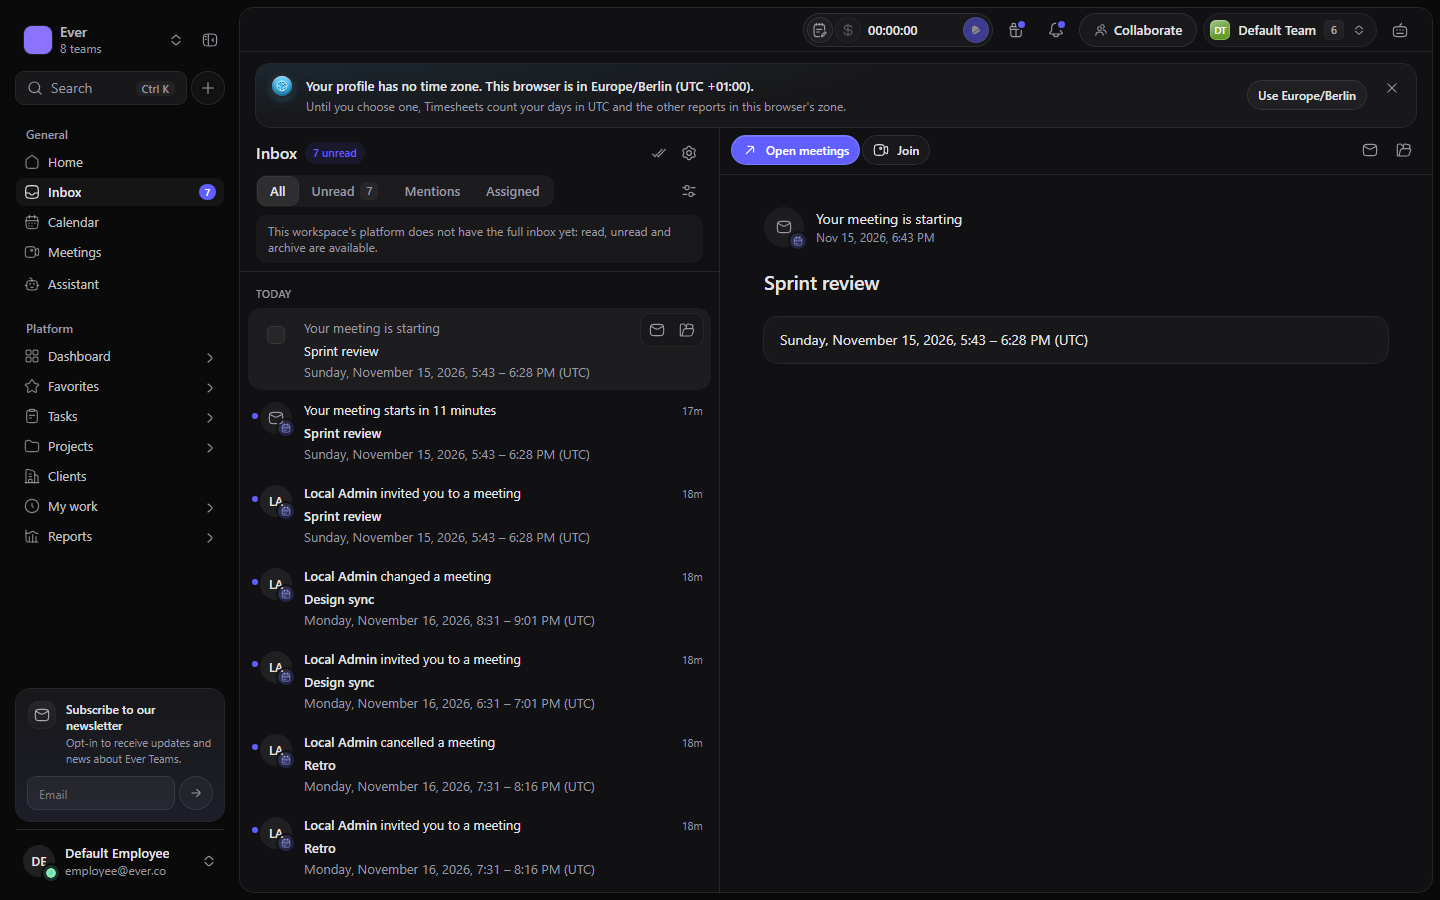 Ever
8 teams
Search
Ctrl K
General
Home
Inbox
7
Calendar
Meetings
Assistant
Platform
Dashboard
Favorites
Tasks
Projects
Clients
My work
Reports
Subscribe to our
newsletter
Opt-in to receive updates and
news about Ever Teams.
Email
DE
Default Employee
employee@ever.co
00:00:00
Collaborate
DT
Default Team
6
Your profile has no time zone. This browser is in Europe/Berlin (UTC +01:00).
Until you choose one, Timesheets count your days in UTC and the other reports in this browser's zone.
Use Europe/Berlin
Inbox
7 unread
All
Unread
7
Mentions
Assigned
This workspace's platform does not have the full inbox yet: read, unread and
archive are available.
TODAY
Your meeting is starting
Sprint review
Sunday, November 15, 2026, 5:43 – 6:28 PM (UTC)
Your meeting starts in 11 minutes
17m
Sprint review
Sunday, November 15, 2026, 5:43 – 6:28 PM (UTC)
LA
Local Admin invited you to a meeting
18m
Sprint review
Sunday, November 15, 2026, 5:43 – 6:28 PM (UTC)
LA
Local Admin changed a meeting
18m
Design sync
Monday, November 16, 2026, 8:31 – 9:01 PM (UTC)
LA
Local Admin invited you to a meeting
18m
Design sync
Monday, November 16, 2026, 6:31 – 7:01 PM (UTC)
LA
Local Admin cancelled a meeting
18m
Retro
Monday, November 16, 2026, 7:31 – 8:16 PM (UTC)
LA
Local Admin invited you to a meeting
18m
Retro
Monday, November 16, 2026, 7:31 – 8:16 PM (UTC)
Open meetings
Join
Your meeting is starting
Nov 15, 2026, 6:43 PM
Sprint review
Sunday, November 15, 2026, 5:43 – 6:28 PM (UTC)